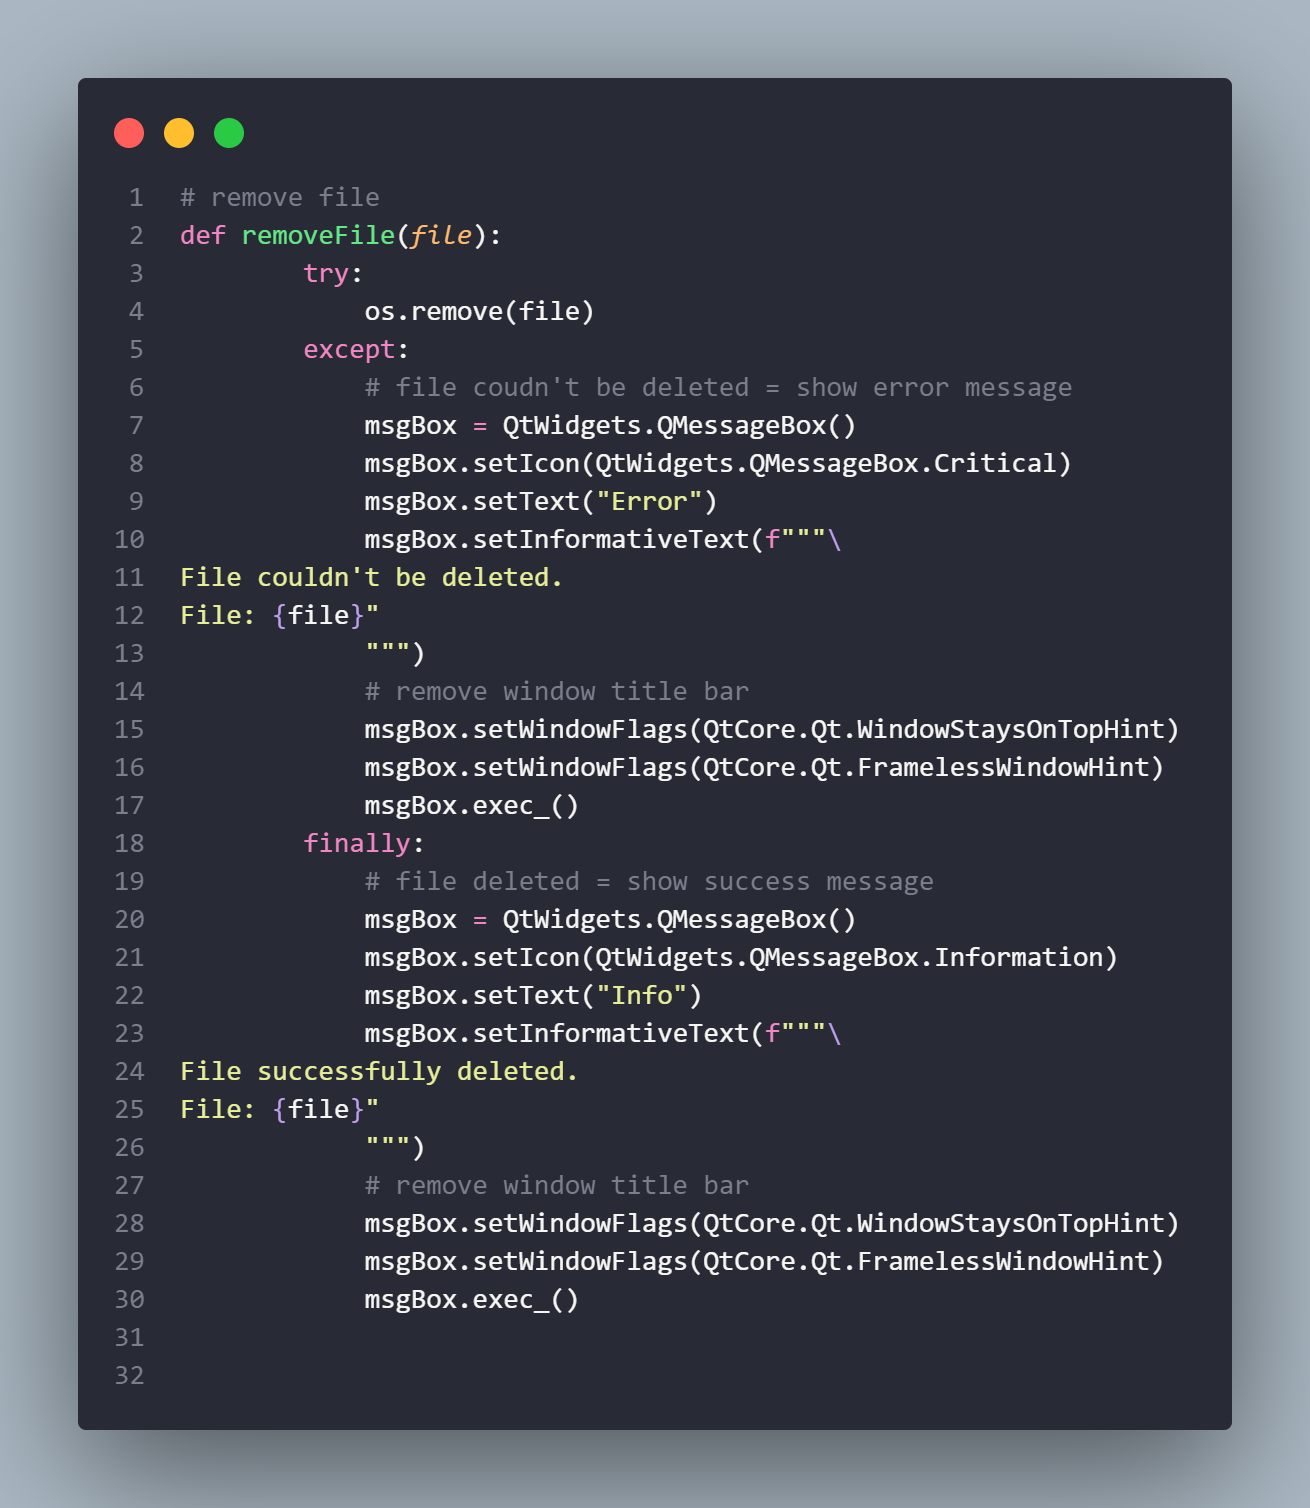 1 # remove file
2 def removeFile(file):
3         try:
4             os.remove(file)
5         except:
6             # file coudn't be deleted = show error message
7             msgBox = QtWidgets.QMessageBox()
8             msgBox.setIcon(QtWidgets.QMessageBox.Critical)
9             msgBox.setText("Error")
10             msgBox.setInformativeText(f"""\
11 File couldn't be deleted.
12 File: {file}"
13             """)
14             # remove window title bar
15             msgBox.setWindowFlags(QtCore.Qt.WindowStaysOnTopHint)
16             msgBox.setWindowFlags(QtCore.Qt.FramelessWindowHint)
17             msgBox.exec_()
18         finally:
19             # file deleted = show success message
20             msgBox = QtWidgets.QMessageBox()
21             msgBox.setIcon(QtWidgets.QMessageBox.Information)
22             msgBox.setText("Info")
23             msgBox.setInformativeText(f"""\
24 File successfully deleted.
25 File: {file}"
26             """)
27             # remove window title bar
28             msgBox.setWindowFlags(QtCore.Qt.WindowStaysOnTopHint)
29             msgBox.setWindowFlags(QtCore.Qt.FramelessWindowHint)
30             msgBox.exec_()
31
32